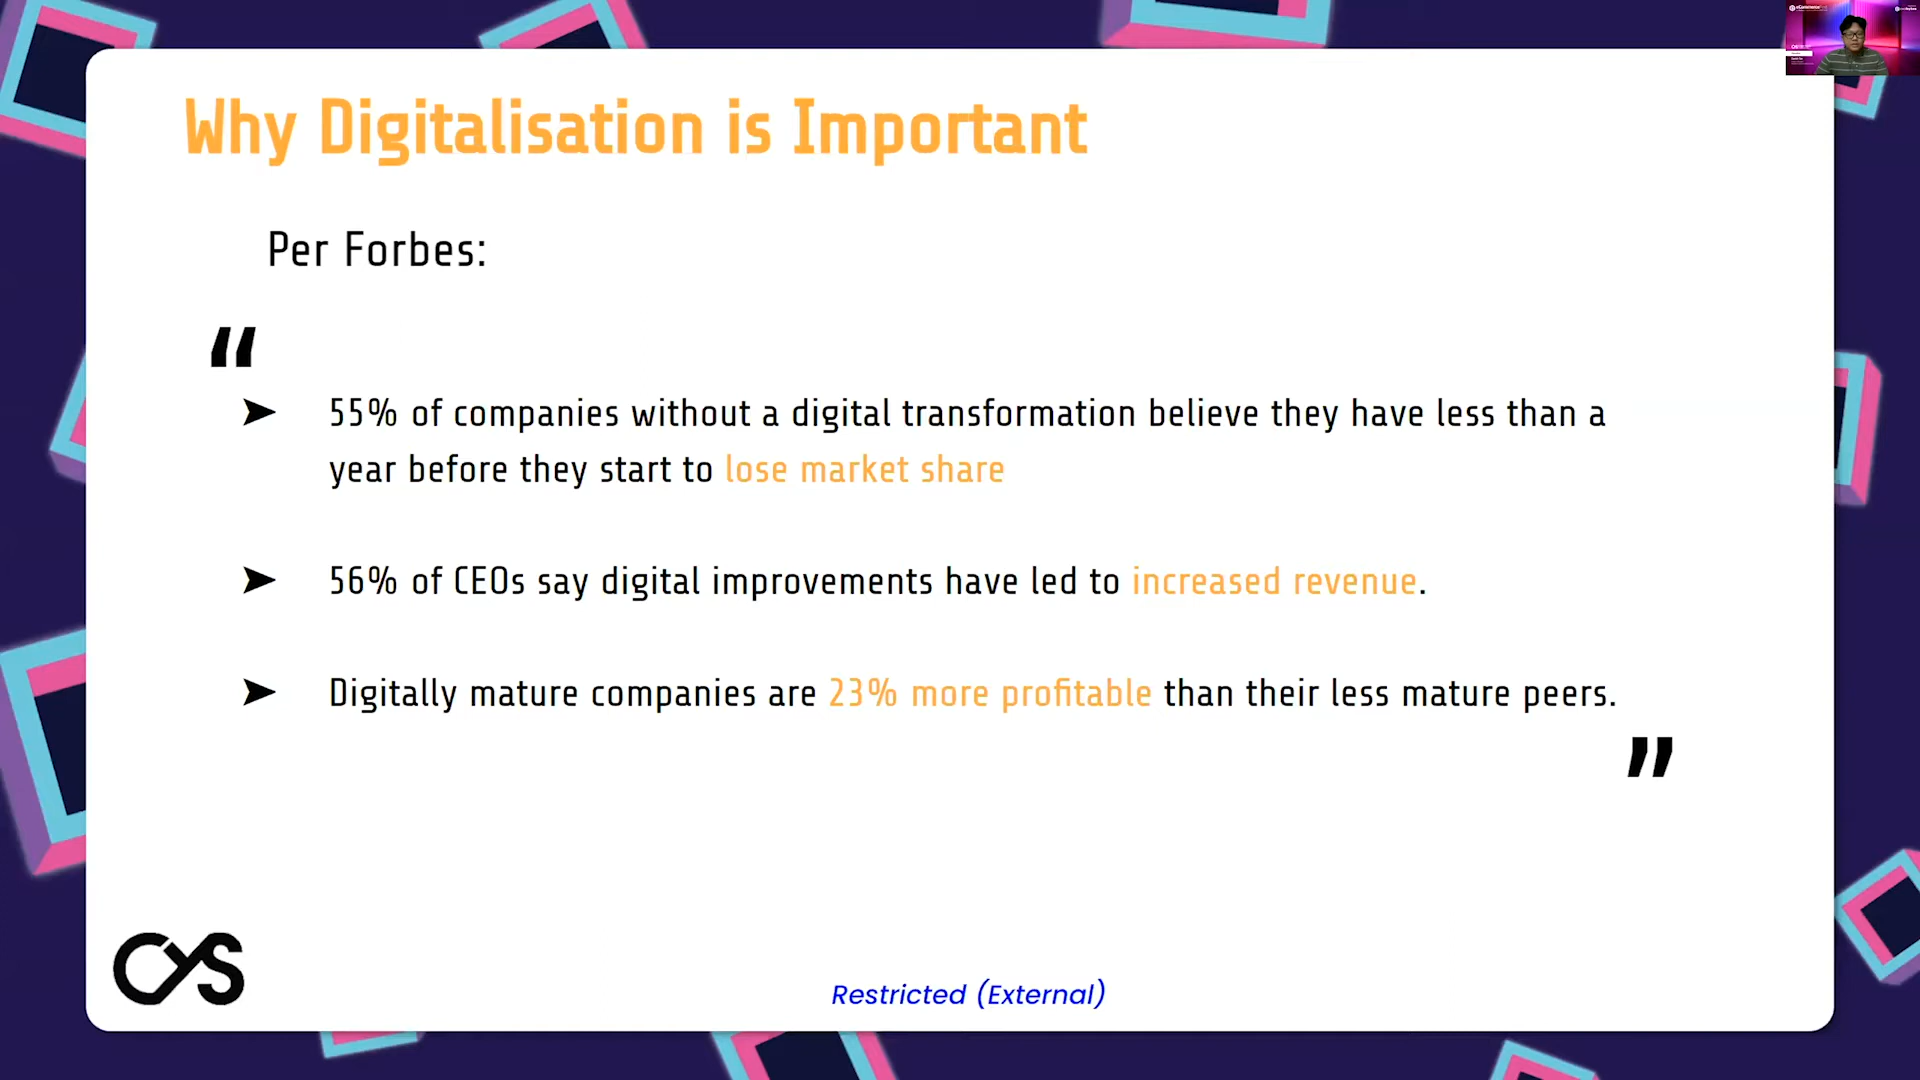 Why Digitalisation is Important
Per Forbes:
“
➤ 55% of companies without a digital transformation believe they have less than a
year before they start to lose market share
➤ 56% of CEOs say digital improvements have led to increased revenue.
➤ Digitally mature companies are 23% more profitable than their less mature peers.
”
CYS
Restricted (External)